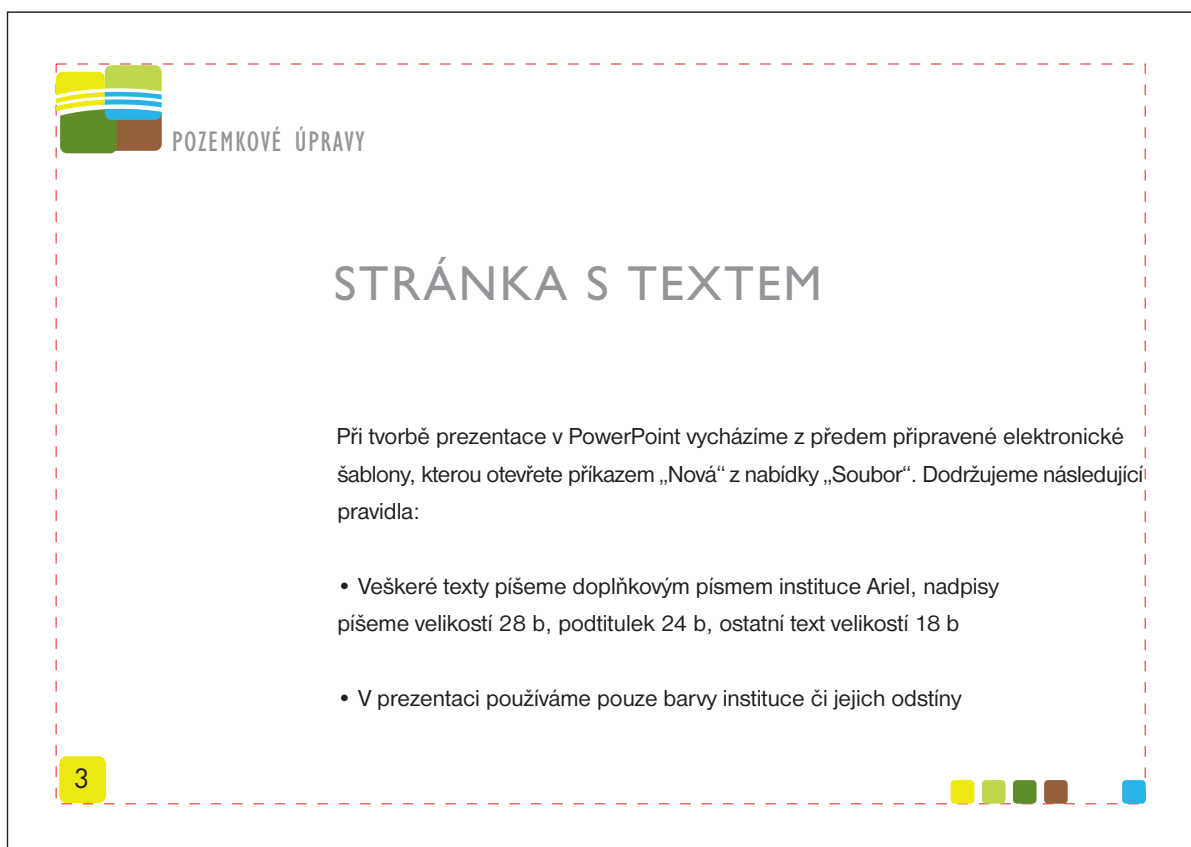 POZEMKOVÉ ÚPRAVY
STRÁNKA S TEXTEM
Při tvorbě prezentace v PowerPoint vycházíme z předem připravené elektronické
šablony, kterou otevřete příkazem „Nová“ z nabídky „Soubor“. Dodržujeme následující
pravidla:
• Veškeré texty píšeme doplňkovým písmem instituce Ariel, nadpisy
píšeme velikostí 28 b, podtitulek 24 b, ostatní text velikostí 18 b
• V prezentaci používáme pouze barvy instituce či jejich odstíny
3